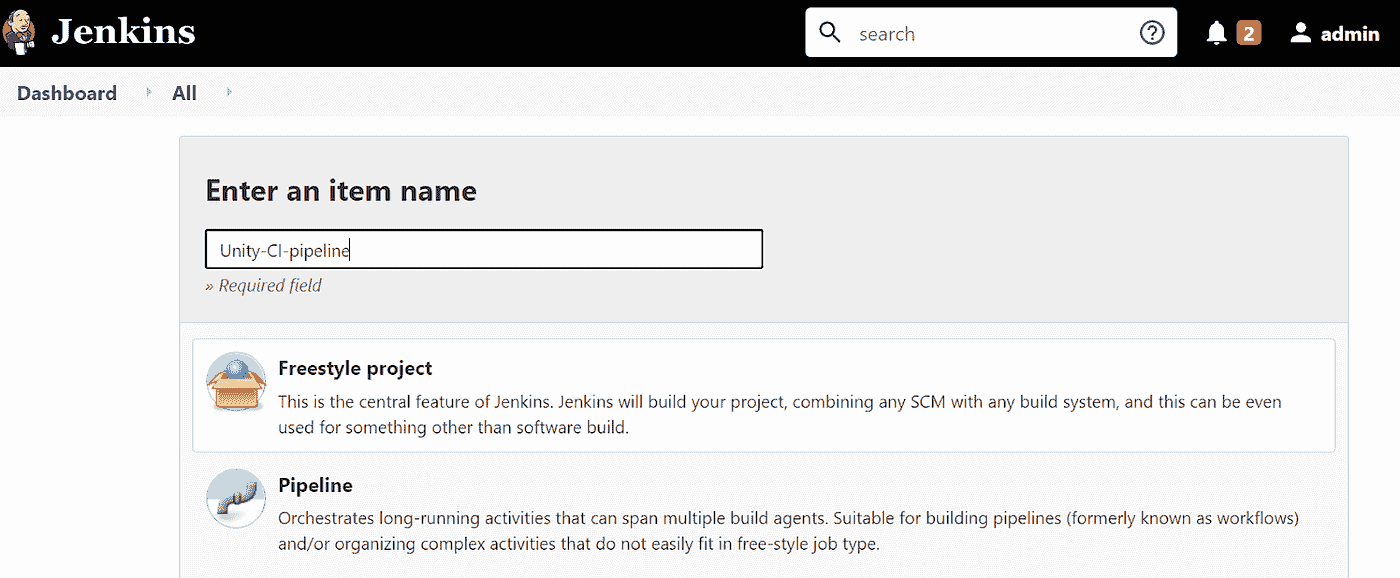 Jenkins
search
2
admin
Dashboard
All
Enter an item name
Unity-CI-pipeline
» Required field
Freestyle project
This is the central feature of Jenkins. Jenkins will build your project, combining any SCM with any build system, and this can be even
used for something other than software build.
Pipeline
Orchestrates long-running activities that can span multiple build agents. Suitable for building pipelines (formerly known as workflows)
and/or organizing complex activities that do not easily fit in free-style job type.